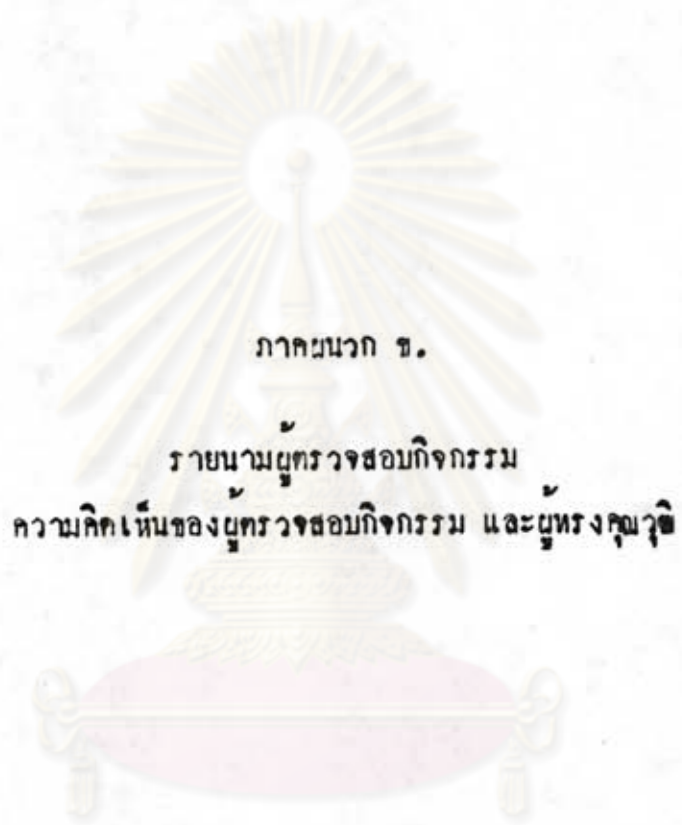 ภาคผนวก ข.
รายนามผู้ตรวจสอบกิจกรรม
ความคิดเห็นของผู้ตรวจสอบกิจกรรม และผู้ทรงคุณวุฒิ